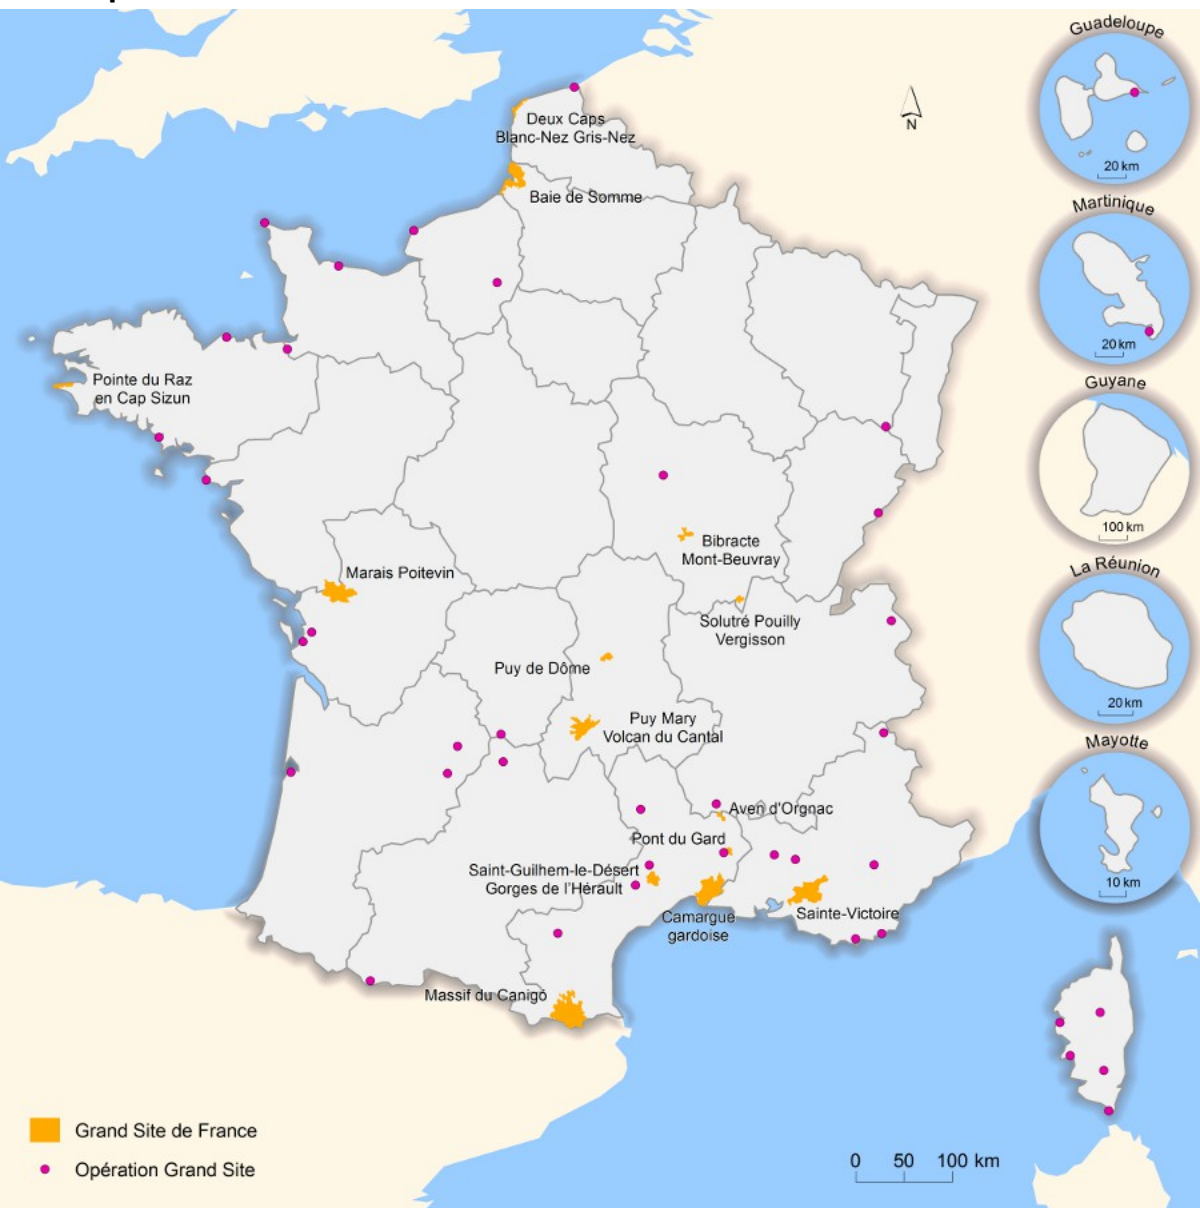 Guadeloupe
20 km
N
Deux Caps
Blanc-Nez Gris-Nez
Baie de Somme
Martinique
20 km
Pointe du Raz
en Cap Sizun
Guyane
100 km
Bibracte
Mont-Beuvray
Marais Poitevin
La Réunion
20 km
Solutré Pouilly
Vergisson
Puy de Dôme
Puy Mary
Volcan du Cantal
Mayotte
10 km
Aven d'Orgnac
Pont du Gard
Saint-Guilhem-le-Désert
Gorges de l'Hérault
Camargue
gardoise
Sainte-Victoire
Massif du Canigó
Grand Site de France
Opération Grand Site
0 50 100 km